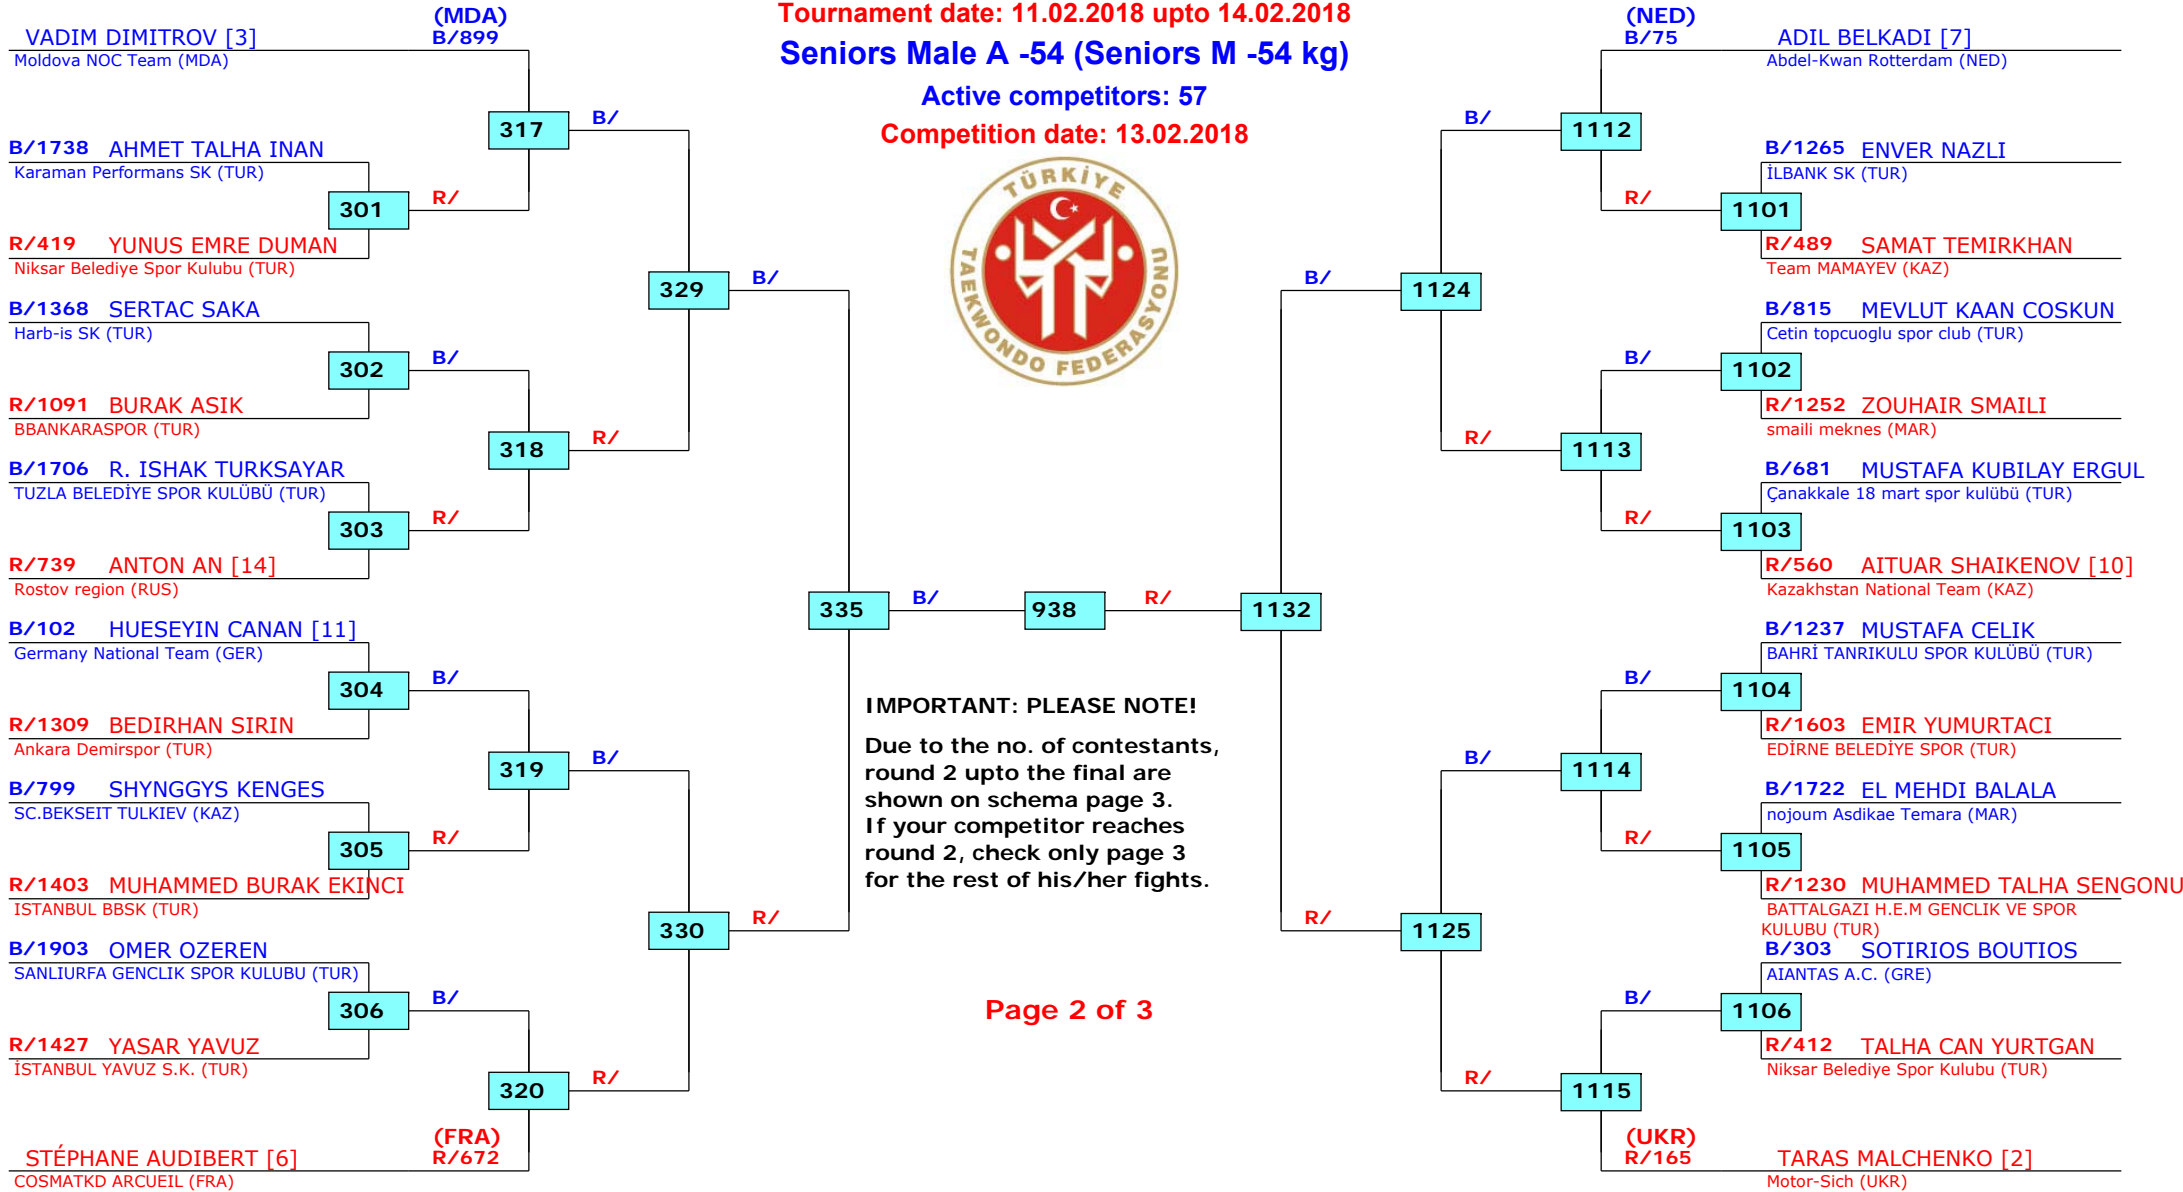 Tournament date: 11.02.2018 upto 14.02.2018
Seniors Male A -54 (Seniors M -54 kg)
Active competitors: 57
Competition date: 13.02.2018
TÜRKİYE
TAEKWONDO FEDERASYONU
(MDA)
VADIM DIMITROV [3] B/899
Moldova NOC Team (MDA)
317
B/
B/1738 AHMET TALHA INAN
Karaman Performans SK (TUR)
301
R/
R/419 YUNUS EMRE DUMAN
Niksar Belediye Spor Kulubu (TUR)
329
B/
B/1368 SERTAC SAKA
Harb-is SK (TUR)
302
B/
R/1091 BURAK ASIK
BBANKARASPOR (TUR)
318
R/
B/1706 R. ISHAK TURKSAYAR
TUZLA BELEDİYE SPOR KULÜBÜ (TUR)
303
R/
R/739 ANTON AN [14]
Rostov region (RUS)
335
B/
938
R/
1132
B/102 HUESEYIN CANAN [11]
Germany National Team (GER)
304
B/
R/1309 BEDIRHAN SIRIN
Ankara Demirspor (TUR)
319
B/
B/799 SHYNGGYS KENGES
SC.BEKSEIT TULKIEV (KAZ)
305
R/
R/1403 MUHAMMED BURAK EKINCI
ISTANBUL BBSK (TUR)
330
R/
B/1903 OMER OZEREN
SANLIURFA GENCLIK SPOR KULUBU (TUR)
306
B/
R/1427 YASAR YAVUZ
İSTANBUL YAVUZ S.K. (TUR)
320
R/
(FRA)
STÉPHANE AUDIBERT [6] R/672
COSMATKD ARCUEIL (FRA)
IMPORTANT: PLEASE NOTE!
Due to the no. of contestants,
round 2 upto the final are
shown on schema page 3.
If your competitor reaches
round 2, check only page 3
for the rest of his/her fights.
Page 2 of 3
(NED)
B/75 ADIL BELKADI [7]
Abdel-Kwan Rotterdam (NED)
B/
1112
B/1265 ENVER NAZLI
İLBANK SK (TUR)
R/
1101
R/489 SAMAT TEMIRKHAN
Team MAMAYEV (KAZ)
B/
1124
B/815 MEVLUT KAAN COSKUN
Cetin topcuoglu spor club (TUR)
B/
1102
R/1252 ZOUHAIR SMAILI
smaili meknes (MAR)
R/
1113
B/681 MUSTAFA KUBILAY ERGUL
Çanakkale 18 mart spor kulübü (TUR)
R/
1103
R/560 AITUAR SHAIKENOV [10]
Kazakhstan National Team (KAZ)
B/1237 MUSTAFA CELIK
BAHRİ TANRIKULU SPOR KULÜBÜ (TUR)
B/
1104
R/1603 EMIR YUMURTACI
EDİRNE BELEDİYE SPOR (TUR)
B/
1114
B/1722 EL MEHDI BALALA
nojoum Asdikae Temara (MAR)
R/
1105
R/1230 MUHAMMED TALHA SENGONU
BATTALGAZI H.E.M GENCLIK VE SPOR
KULUBU (TUR)
R/
1125
B/303 SOTIRIOS BOUTIOS
AIANTAS A.C. (GRE)
B/
1106
R/412 TALHA CAN YURTGAN
Niksar Belediye Spor Kulubu (TUR)
R/
1115
(UKR)
R/165 TARAS MALCHENKO [2]
Motor-Sich (UKR)